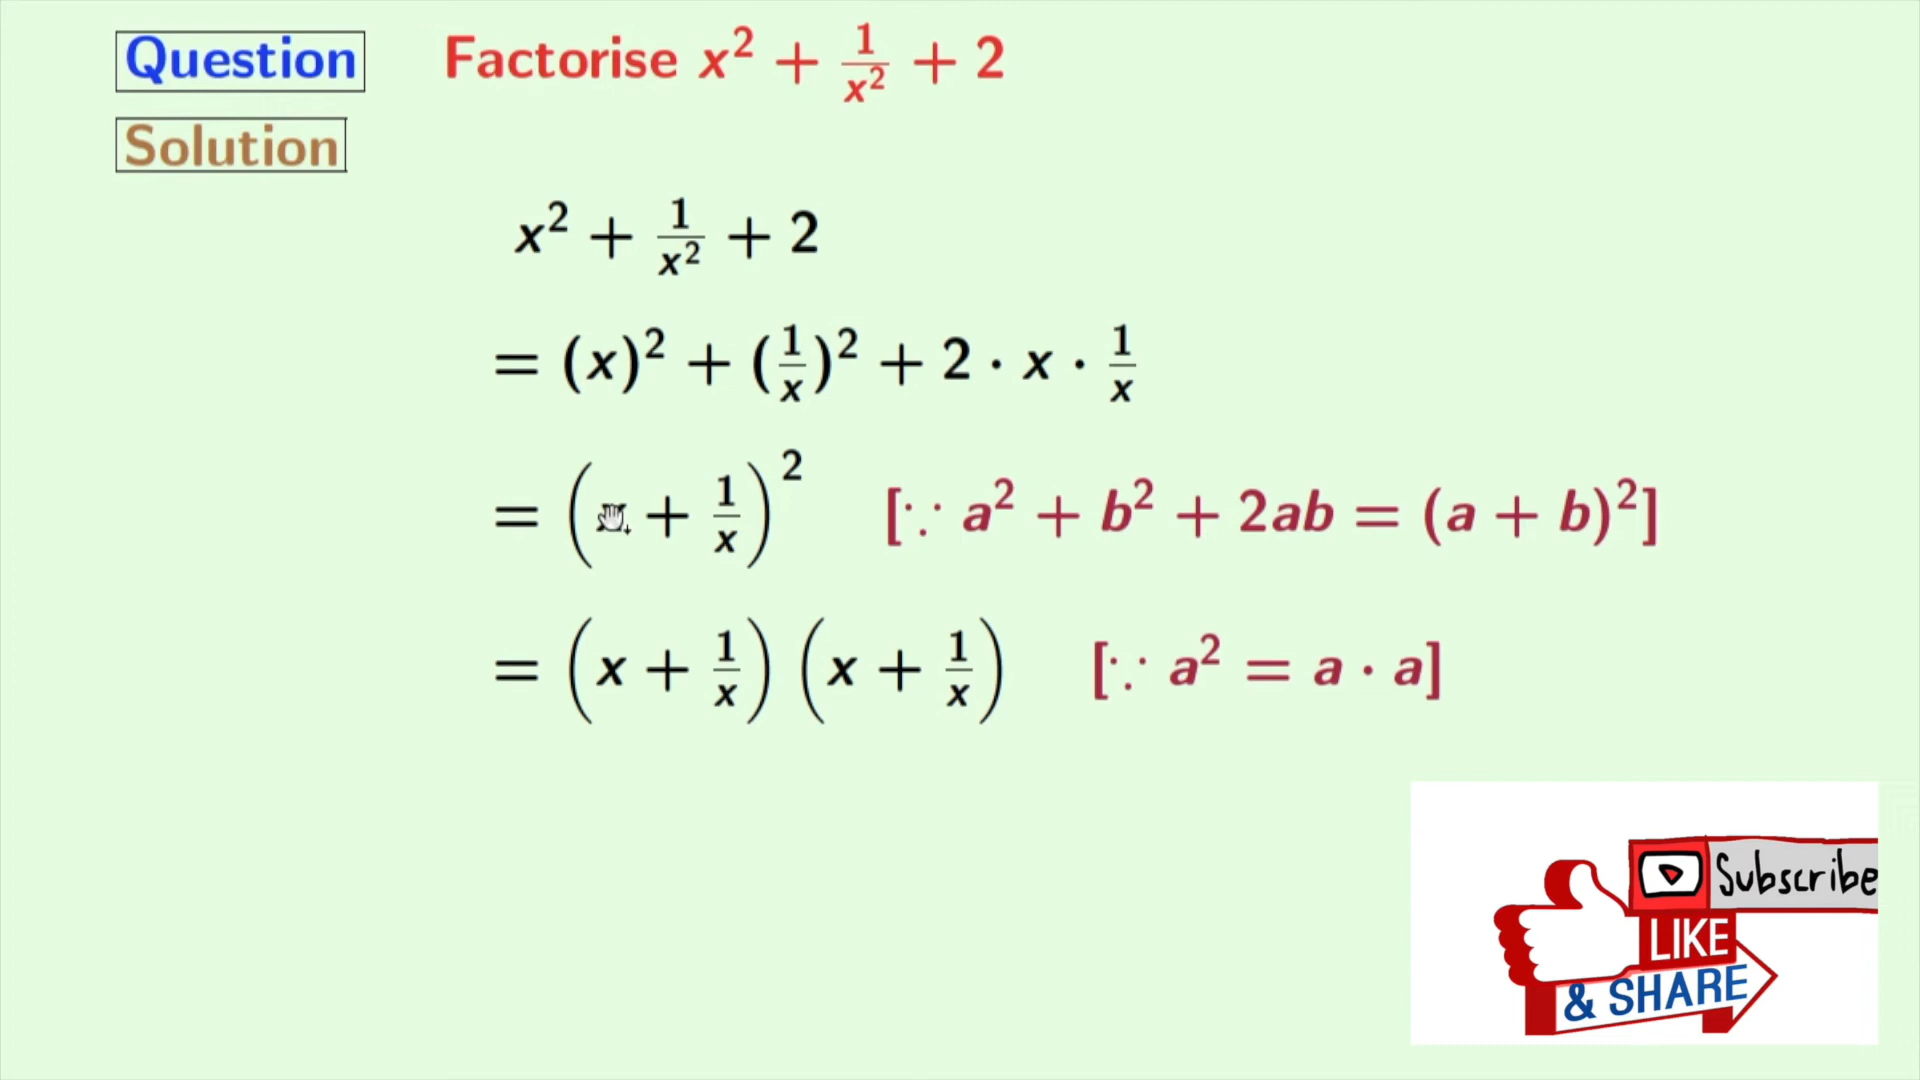 Question Factorise x² + 1/x² + 2
Solution
x² + 1/x² + 2
= (x)² + (1/x)² + 2 · x · 1/x
= (x + 1/x)² [∵ a² + b² + 2ab = (a + b)²]
= (x + 1/x) (x + 1/x) [∵ a² = a · a]
Subscribe
LIKE
& SHARE